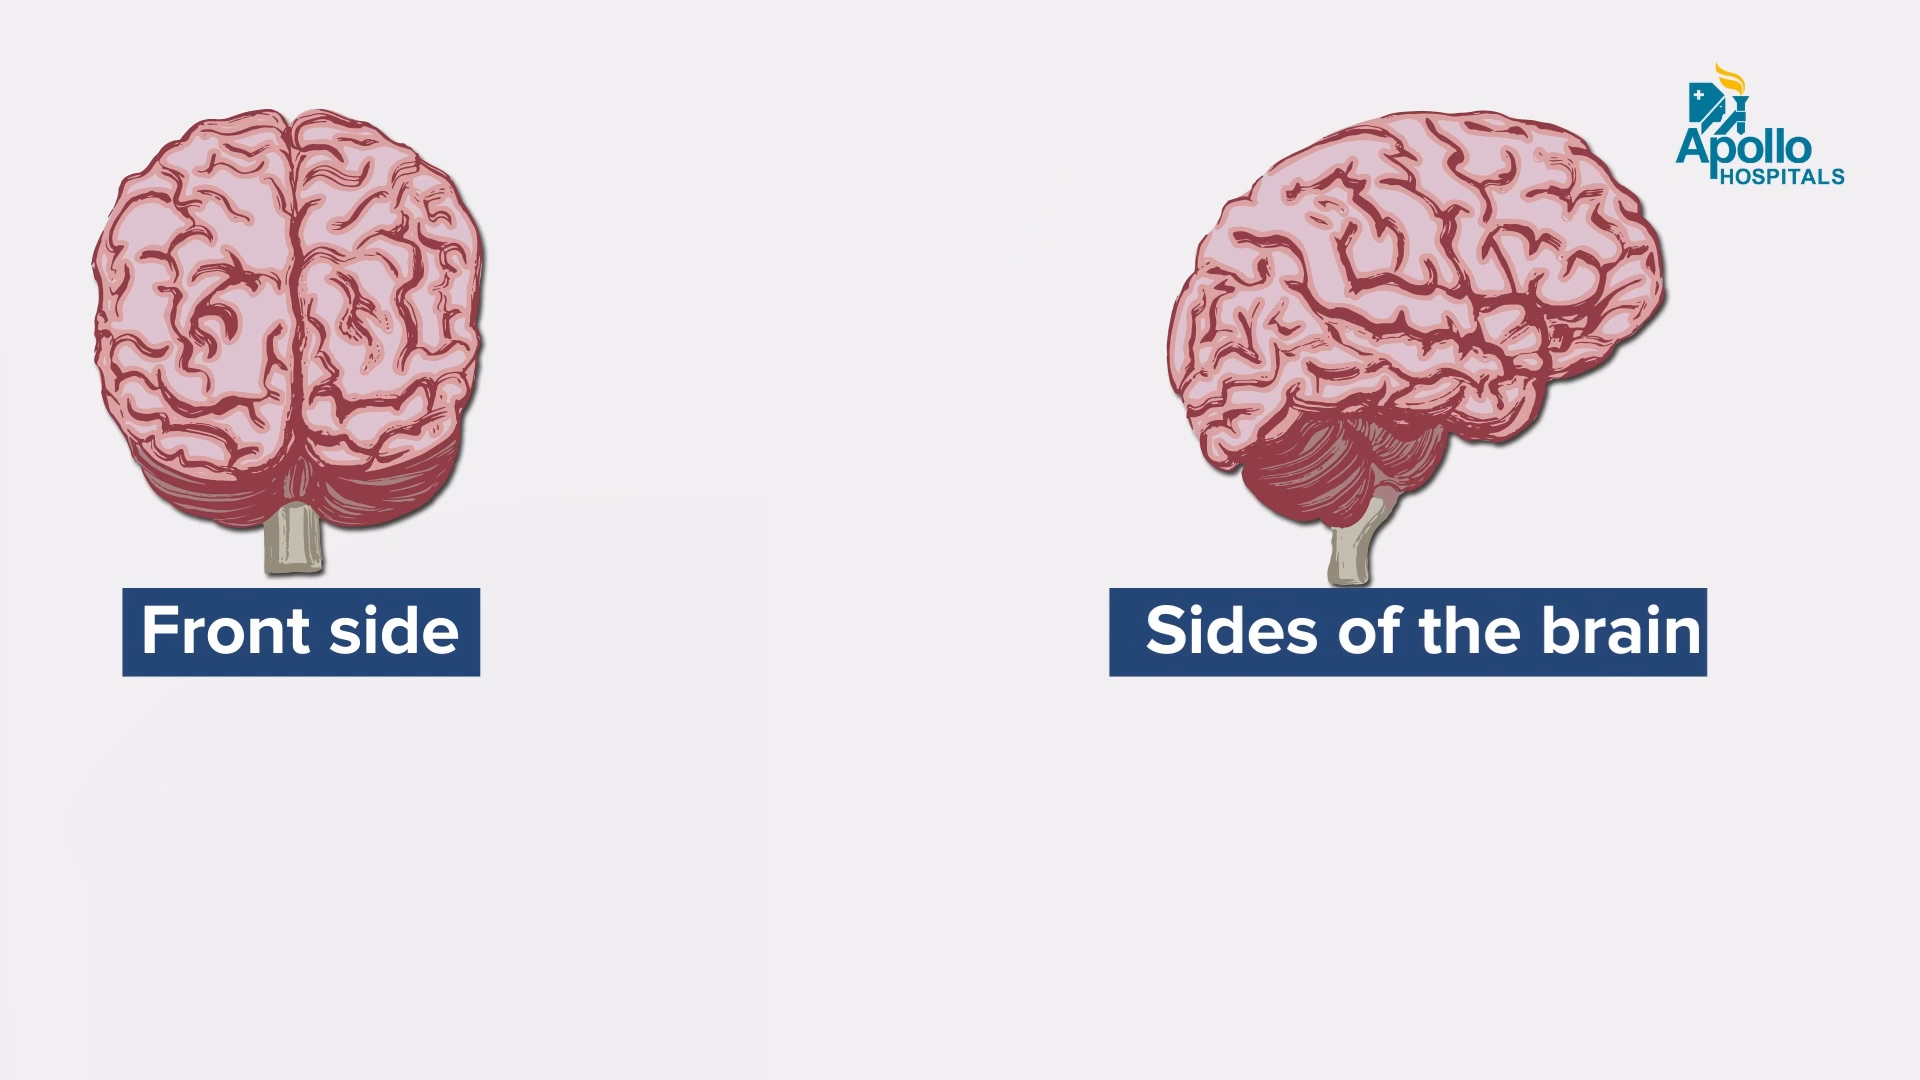 Apollo
HOSPITALS
Front side
Sides of the brain